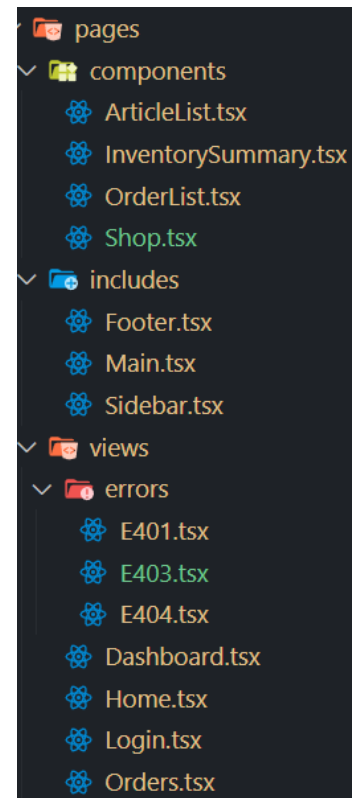 pages
components
ArticleList.tsx
InventorySummary.tsx
OrderList.tsx
Shop.tsx
includes
Footer.tsx
Main.tsx
Sidebar.tsx
views
errors
E401.tsx
E403.tsx
E404.tsx
Dashboard.tsx
Home.tsx
Login.tsx
Orders.tsx